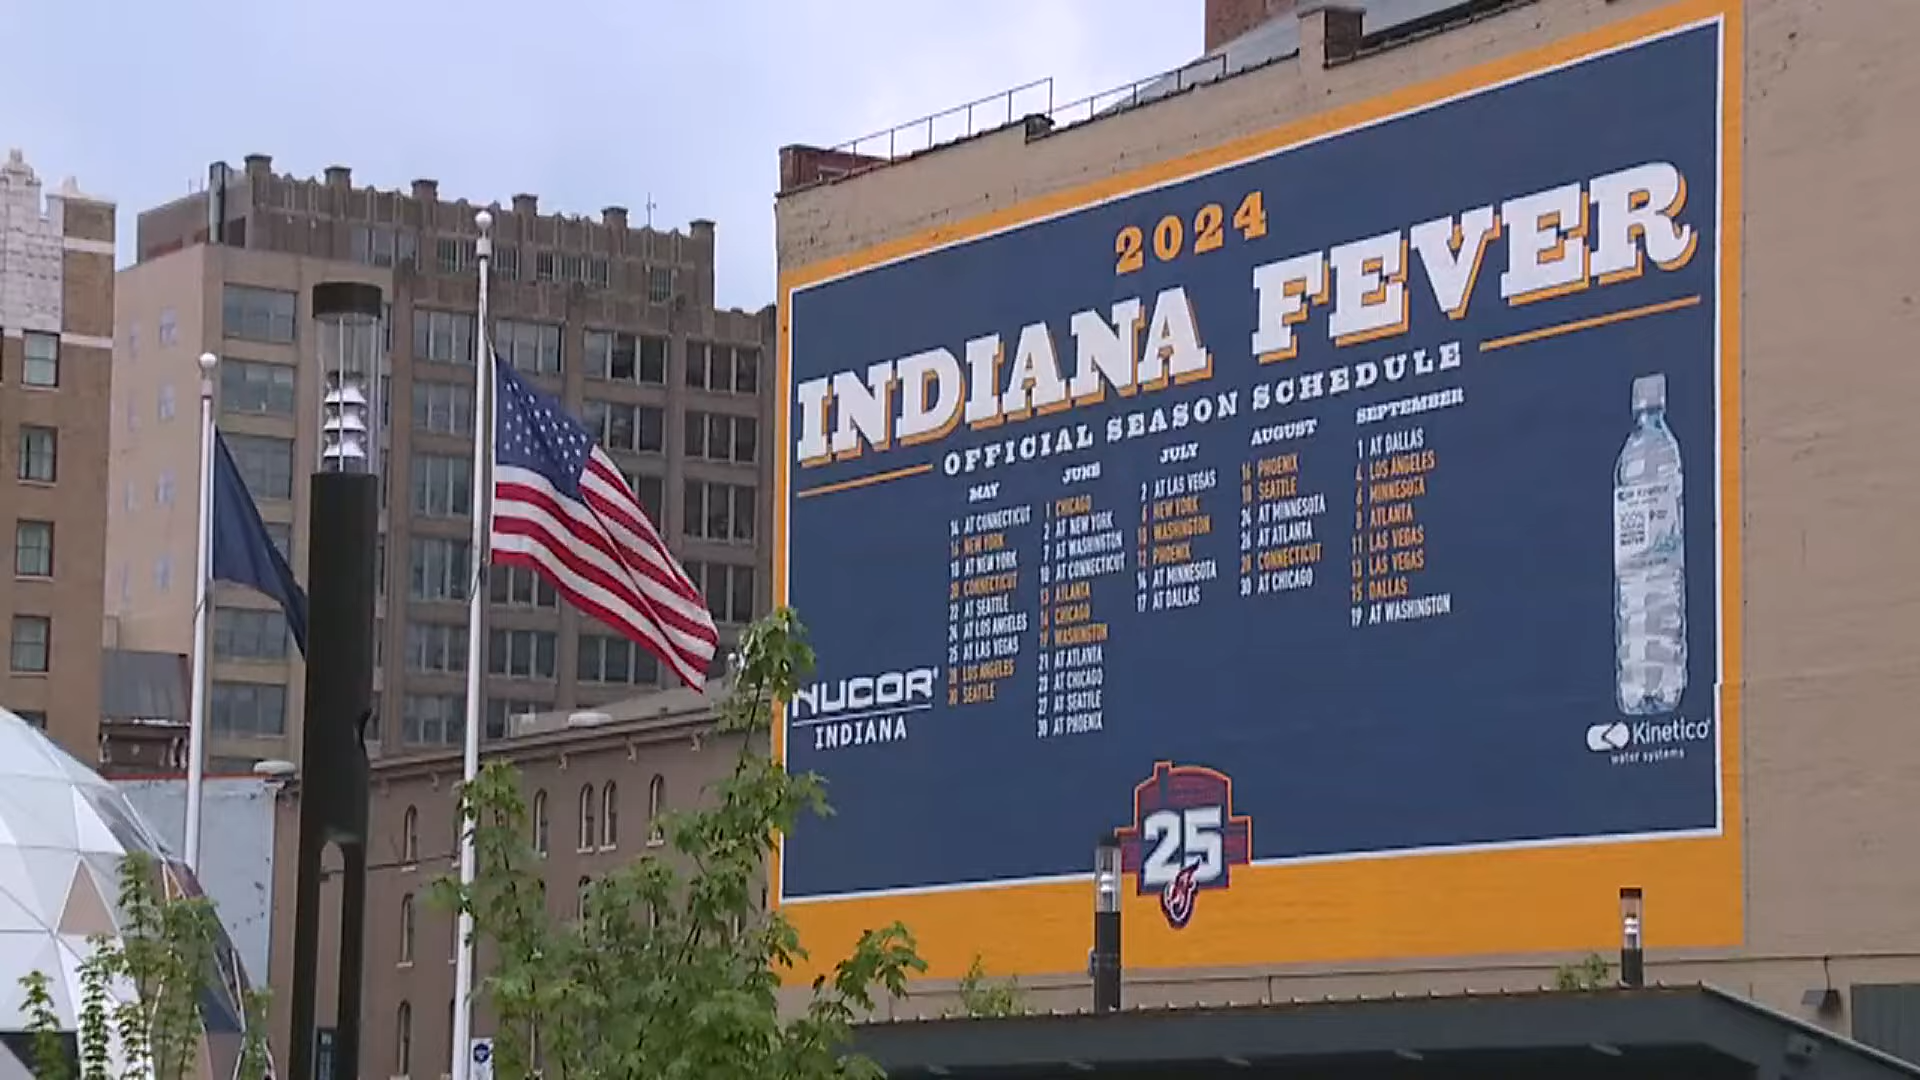 2024
INDIANA FEVER
OFFICIAL SEASON SCHEDULE
MAY
14 AT CONNECTICUT
16 NEW YORK
18 AT NEW YORK
20 CONNECTICUT
22 AT SEATTLE
24 AT LOS ANGELES
25 AT LAS VEGAS
28 LOS ANGELES
30 SEATTLE
JUNE
1 CHICAGO
2 AT NEW YORK
7 AT WASHINGTON
10 AT CONNECTICUT
13 ATLANTA
16 CHICAGO
19 WASHINGTON
21 AT ATLANTA
23 AT CHICAGO
27 AT SEATTLE
30 AT PHOENIX
JULY
2 AT LAS VEGAS
6 NEW YORK
10 WASHINGTON
12 PHOENIX
14 AT MINNESOTA
17 AT DALLAS
AUGUST
16 PHOENIX
18 SEATTLE
24 AT MINNESOTA
26 AT ATLANTA
28 CONNECTICUT
30 AT CHICAGO
SEPTEMBER
1 AT DALLAS
4 LOS ANGELES
6 MINNESOTA
8 ATLANTA
11 LAS VEGAS
13 LAS VEGAS
15 DALLAS
19 AT WASHINGTON
NUCOR
INDIANA
Kinetico
water systems
25